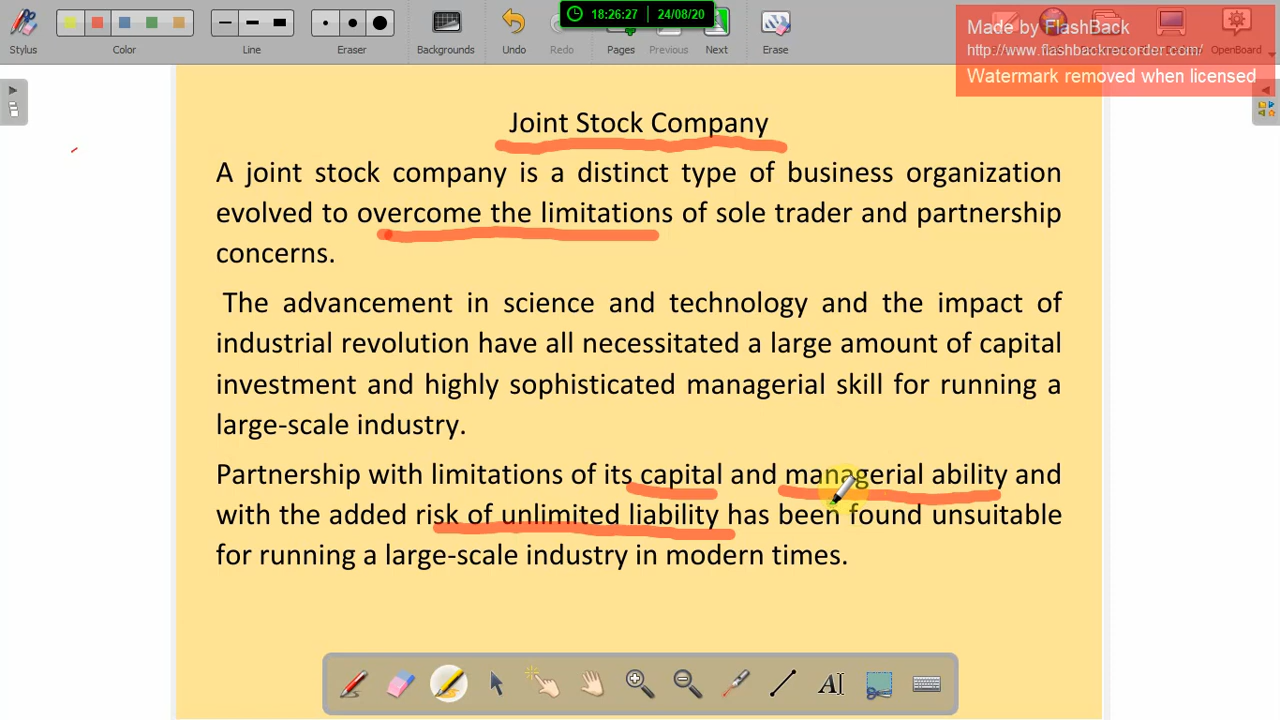 18:26:27 24/08/20
Made by FlashBack
http://www.flashbackrecorder.com/
Watermark removed when licensed
Stylus Color Line Eraser Backgrounds Undo Redo Pages Previous Next Erase OpenBoard
Joint Stock Company
A joint stock company is a distinct type of business organization
evolved to overcome the limitations of sole trader and partnership
concerns.
The advancement in science and technology and the impact of
industrial revolution have all necessitated a large amount of capital
investment and highly sophisticated managerial skill for running a
large-scale industry.
Partnership with limitations of its capital and managerial ability and
with the added risk of unlimited liability has been found unsuitable
for running a large-scale industry in modern times.
AI